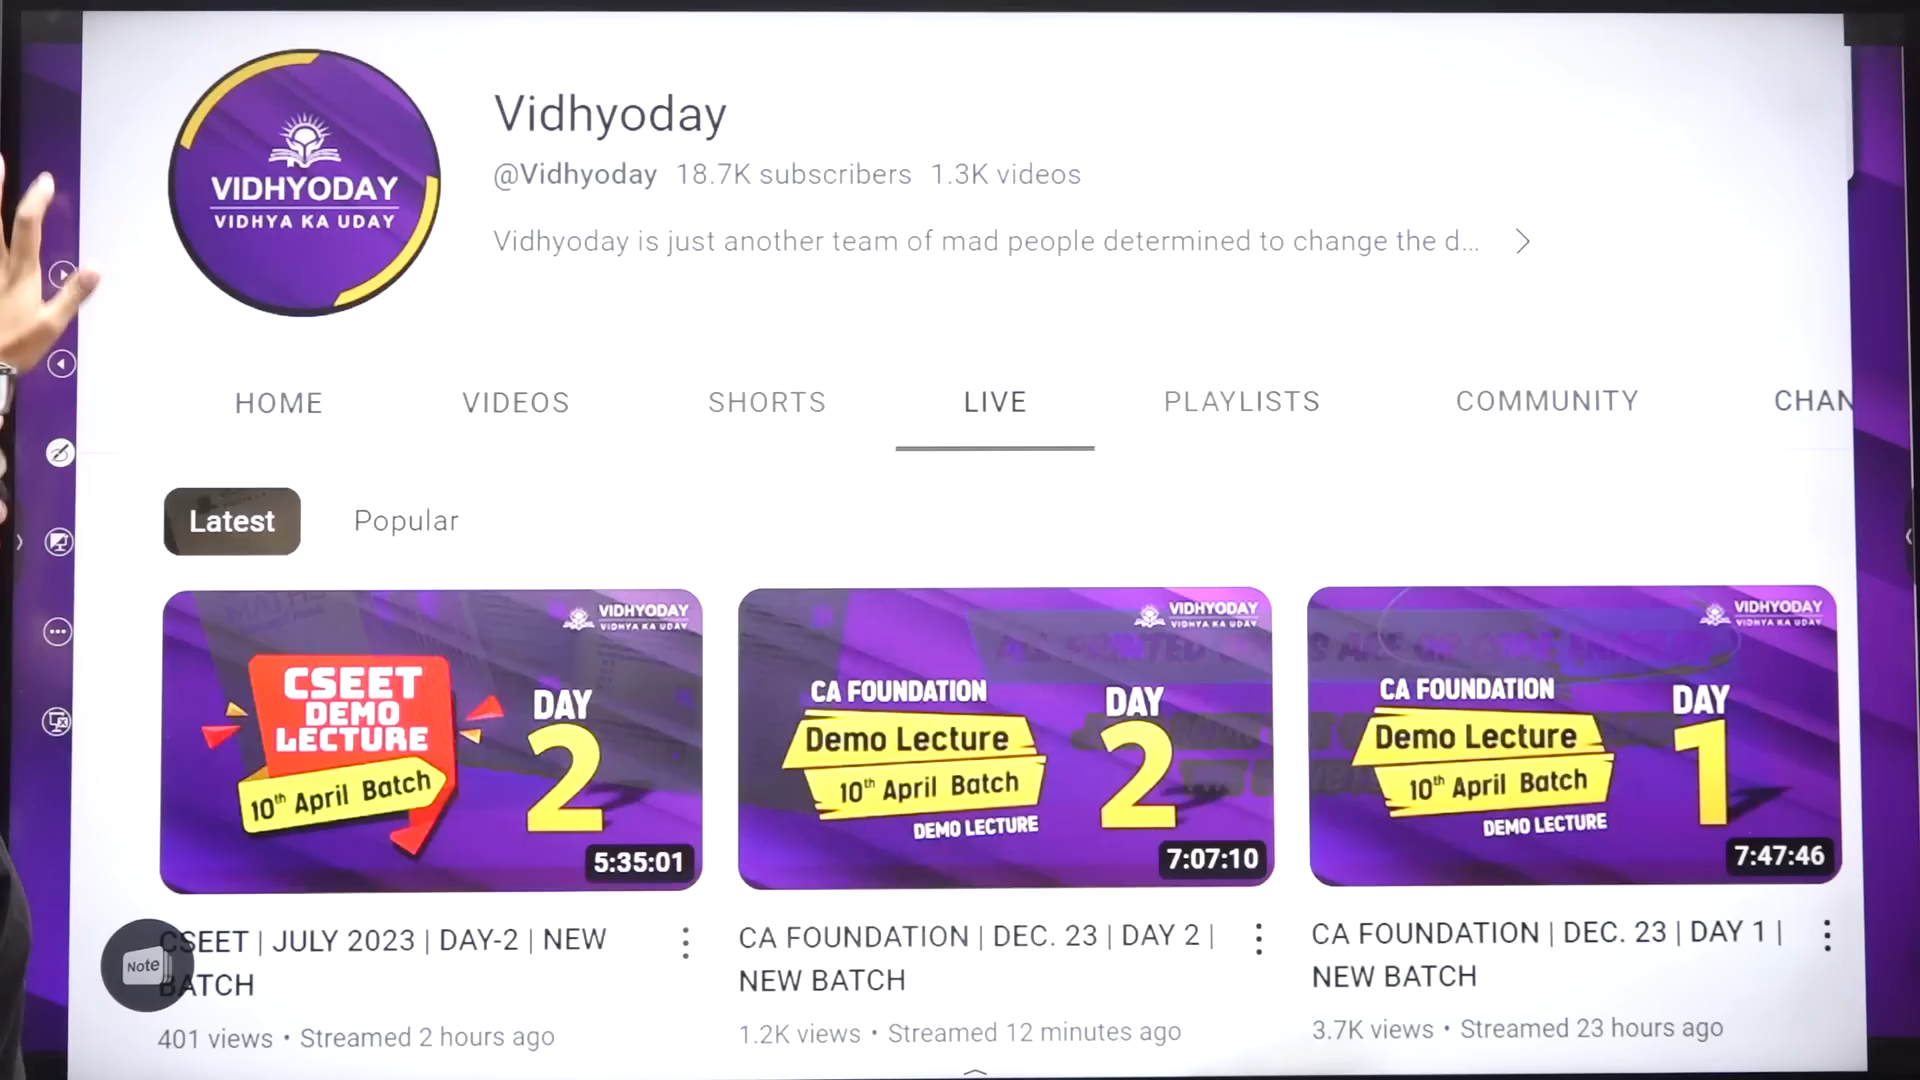 VIDHYODAY
VIDHYA KA UDAY
Vidhyoday
@Vidhyoday 18.7K subscribers 1.3K videos
Vidhyoday is just another team of mad people determined to change the d...
HOME VIDEOS SHORTS LIVE PLAYLISTS COMMUNITY CHAN
Latest Popular
VIDHYODAY
VIDHYA KA UDAY
CSEET
DEMO
LECTURE
10th April Batch
DAY
2
5:35:01
VIDHYODAY
VIDHYA KA UDAY
CA FOUNDATION
Demo Lecture
10th April Batch
DEMO LECTURE
DAY
2
7:07:10
VIDHYODAY
VIDHYA KA UDAY
CA FOUNDATION
Demo Lecture
10th April Batch
DEMO LECTURE
DAY
1
7:47:46
CSEET | JULY 2023 | DAY-2 | NEW
BATCH
401 views • Streamed 2 hours ago
CA FOUNDATION | DEC. 23 | DAY 2 |
NEW BATCH
1.2K views • Streamed 12 minutes ago
CA FOUNDATION | DEC. 23 | DAY 1 |
NEW BATCH
3.7K views • Streamed 23 hours ago
Note